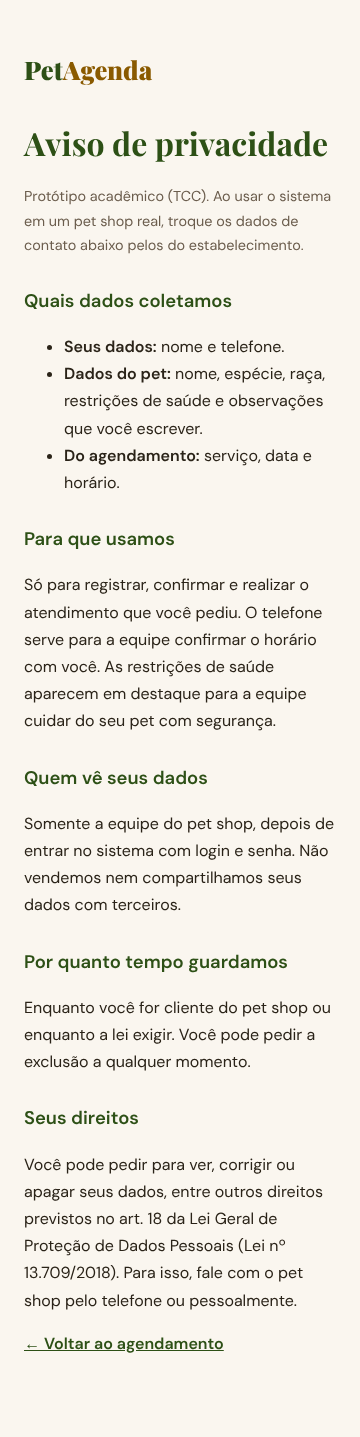 PetAgenda
Aviso de privacidade
Protótipo acadêmico (TCC). Ao usar o sistema
em um pet shop real, troque os dados de
contato abaixo pelos do estabelecimento.
Quais dados coletamos
• Seus dados: nome e telefone.
• Dados do pet: nome, espécie, raça,
restrições de saúde e observações
que você escrever.
• Do agendamento: serviço, data e
horário.
Para que usamos
Só para registrar, confirmar e realizar o
atendimento que você pediu. O telefone
serve para a equipe confirmar o horário
com você. As restrições de saúde
aparecem em destaque para a equipe
cuidar do seu pet com segurança.
Quem vê seus dados
Somente a equipe do pet shop, depois de
entrar no sistema com login e senha. Não
vendemos nem compartilhamos seus
dados com terceiros.
Por quanto tempo guardamos
Enquanto você for cliente do pet shop ou
enquanto a lei exigir. Você pode pedir a
exclusão a qualquer momento.
Seus direitos
Você pode pedir para ver, corrigir ou
apagar seus dados, entre outros direitos
previstos no art. 18 da Lei Geral de
Proteção de Dados Pessoais (Lei nº
13.709/2018). Para isso, fale com o pet
shop pelo telefone ou pessoalmente.
← Voltar ao agendamento